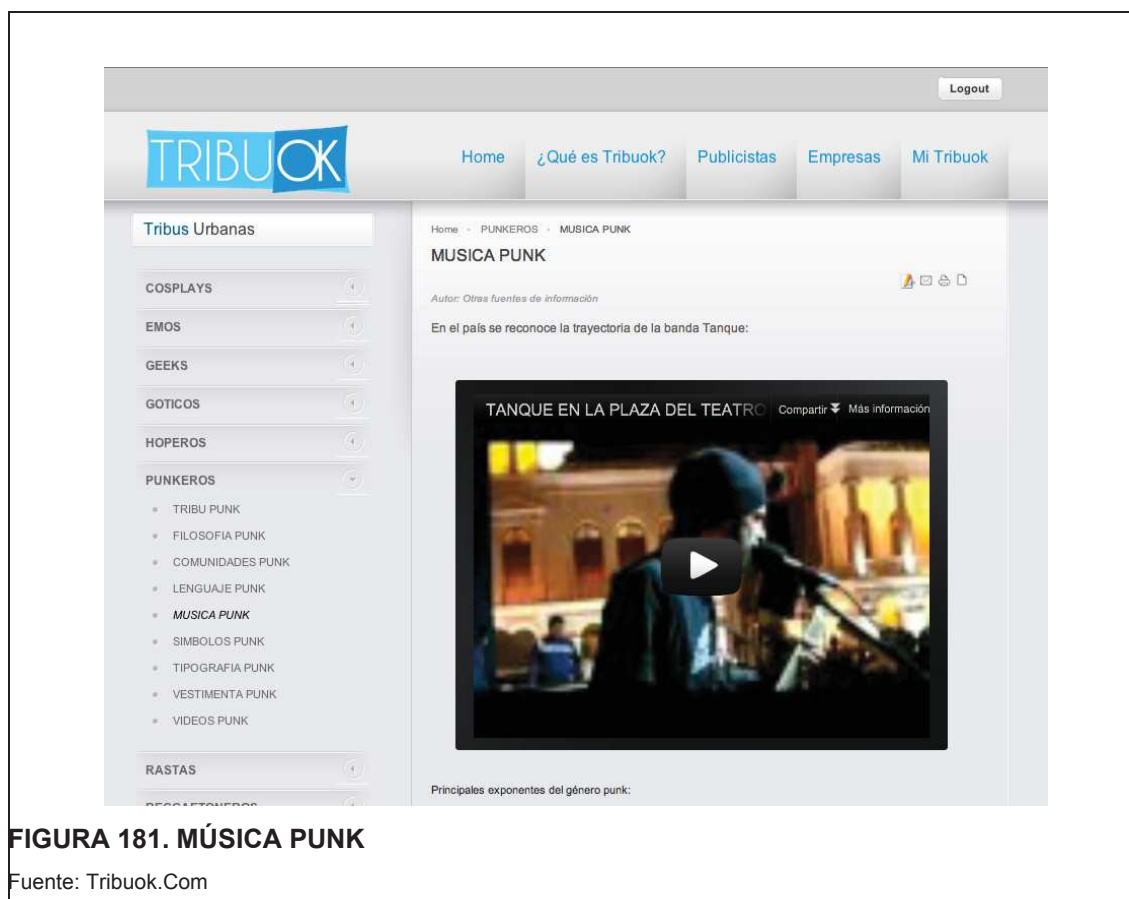 Logout
TRIBUOK
Home ¿Qué es Tribuok? Publicistas Empresas Mi Tribuok
Tribus Urbanas
COSPLAYS
EMOS
GEEKS
GOTICOS
HOPEROS
PUNKEROS
TRIBU PUNK
FILOSOFIA PUNK
COMUNIDADES PUNK
LENGUAJE PUNK
MUSICA PUNK
SIMBOLOS PUNK
TIPOGRAFIA PUNK
VESTIMENTA PUNK
VIDEOS PUNK
RASTAS
REGGAETONEROS
Home - PUNKEROS - MUSICA PUNK
MUSICA PUNK
Autor: Otras fuentes de información
En el país se reconoce la trayectoria de la banda Tanque:
TANQUE EN LA PLAZA DEL TEATRO Compartir Más información
Principales exponentes del género punk:
FIGURA 181. MÚSICA PUNK
Fuente: Tribuok.Com